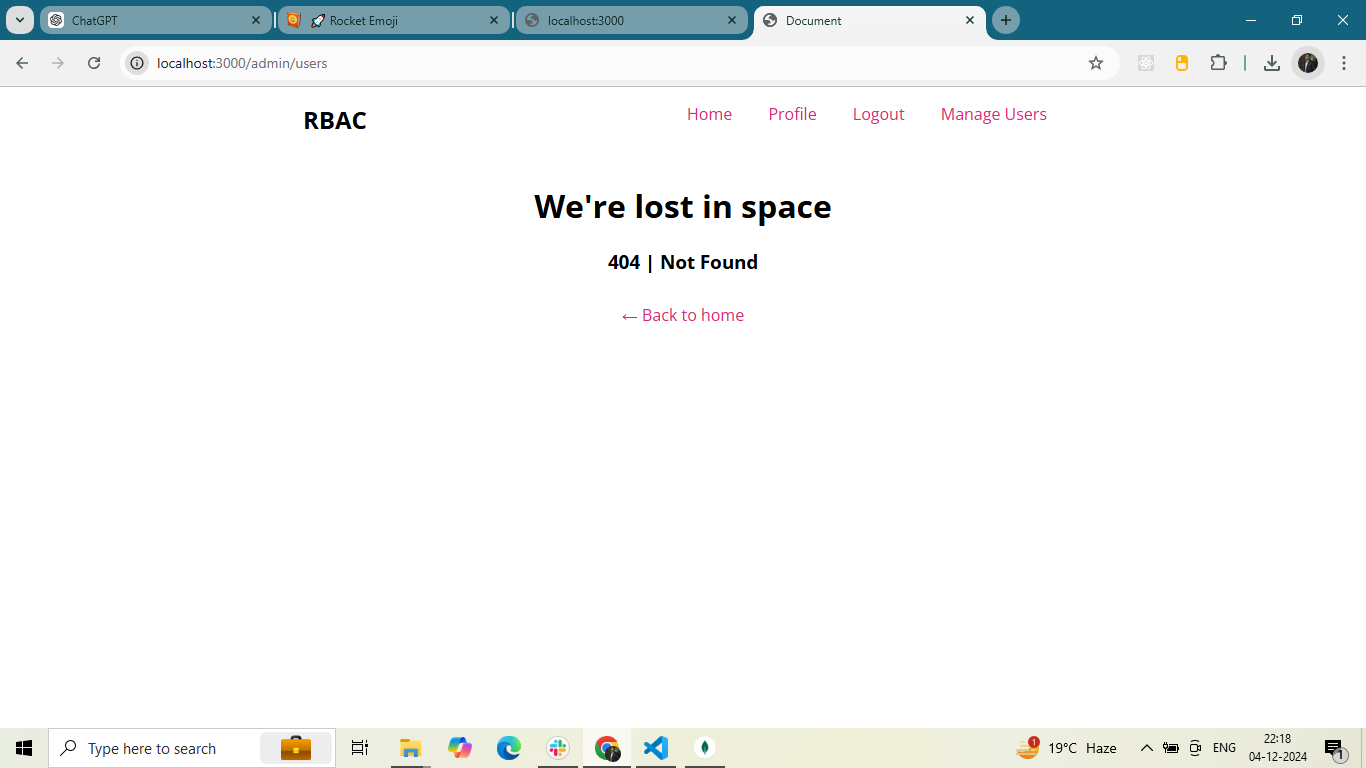 ChatGPT
🚀 Rocket Emoji
localhost:3000
Document
localhost:3000/admin/users
RBAC
Home Profile Logout Manage Users
We're lost in space
404 | Not Found
← Back to home
Type here to search
1
19°C Haze
ENG
22:18
04-12-2024
1